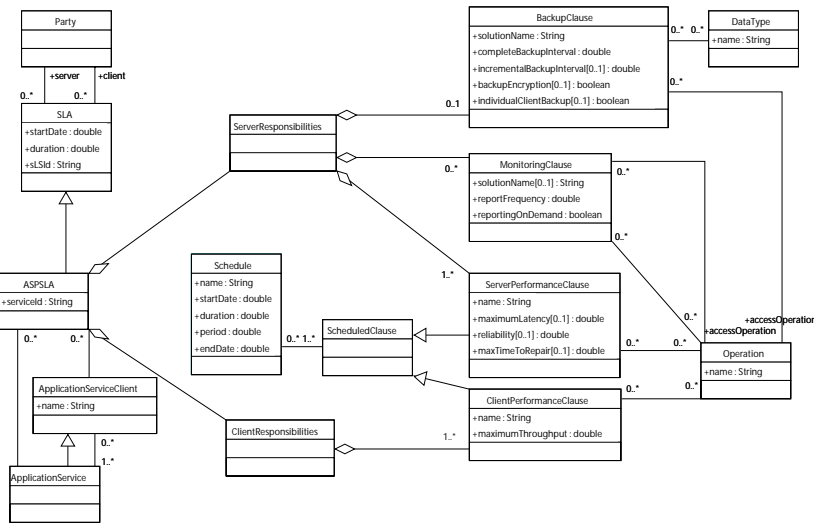 Party
+server
+client
0..*
0..*
SLA
+startDate : double
+duration : double
+sLSId : String
ASPSLA
+serviceId : String
0..*
0..*
ApplicationServiceClient
+name : String
0..*
1..*
ApplicationService
ServerResponsibilities
0..1
0..*
1..*
Schedule
+name : String
+startDate : double
+duration : double
+period : double
+endDate : double
0..*
1..*
ScheduledClause
ClientResponsibilities
1..*
BackupClause
+solutionName : String
+completeBackupInterval : double
+incrementalBackupInterval[0..1] : double
+backupEncryption[0..1] : boolean
+individualClientBackup[0..1] : boolean
0..*
0..*
DataType
+name : String
0..*
MonitoringClause
+solutionName[0..1] : String
+reportFrequency : double
+reportingOnDemand : boolean
0..*
0..*
ServerPerformanceClause
+name : String
+maximumLatency[0..1] : double
+reliability[0..1] : double
+maxTimeToRepair[0..1] : double
0..*
0..*
0..*
+accessOperation
+accessOperation
Operation
+name : String
ClientPerformanceClause
+name : String
+maximumThroughput : double
0..*
0..*